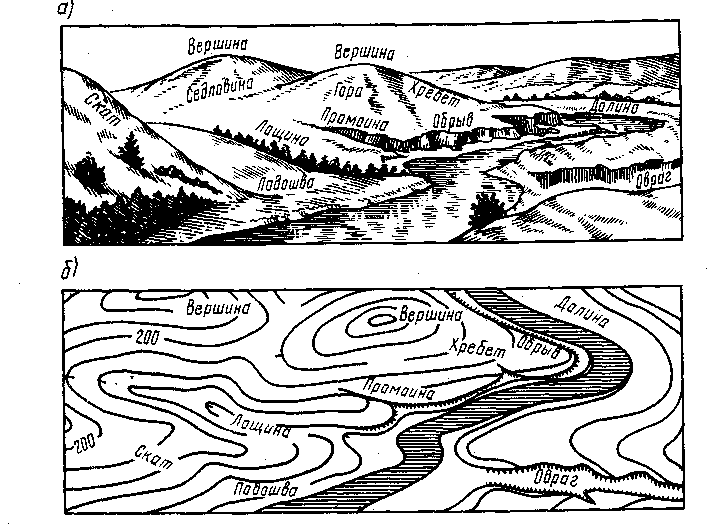 а)
Вершина
Вершина
Скат
Седловина
Гора
Хребет
Промоина
Обрыв
Долина
Лощина
Подошва
Овраг
б)
Вершина
Вершина
Долина
200
Хребет
Обрыв
Промоина
Лощина
200
Скат
Подошва
Овраг